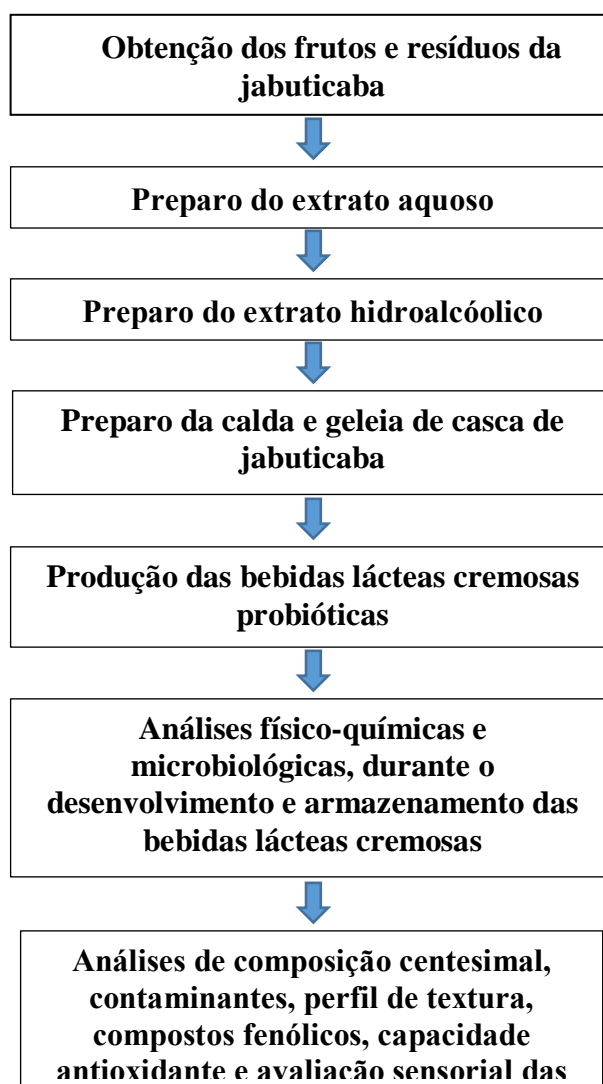 Obtenção dos frutos e resíduos da
jabuticaba
Preparo do extrato aquoso
Preparo do extrato hidroalcóolico
Preparo da calda e geleia de casca de
jabuticaba
Produção das bebidas lácteas cremosas
probióticas
Análises físico-químicas e
microbiológicas, durante o
desenvolvimento e armazenamento das
bebidas lácteas cremosas
Análises de composição centesimal,
contaminantes, perfil de textura,
compostos fenólicos, capacidade
antioxidante e avaliação sensorial das